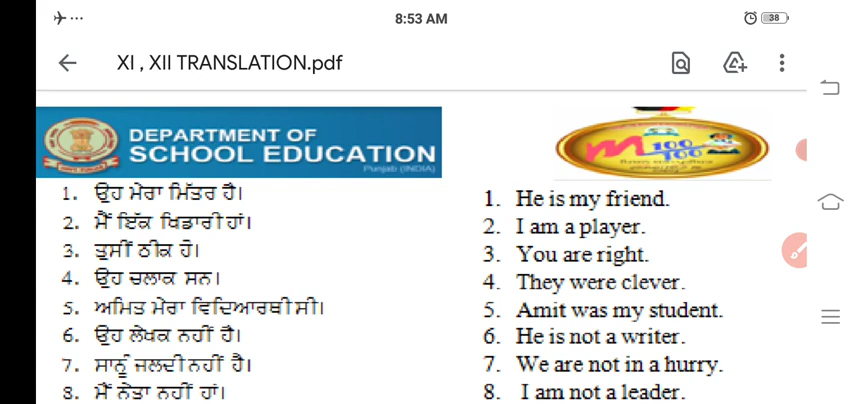 8:53 AM
38
XI , XII TRANSLATION.pdf
DEPARTMENT OF
SCHOOL EDUCATION
Punjab (INDIA)
100
100
1. ਉਹ ਮੇਰਾ ਮਿੱਤਰ ਹੈ।
2. ਮੈਂ ਇੱਕ ਖਿਡਾਰੀ ਹਾਂ।
3. ਤੁਸੀਂ ਠੀਕ ਹੋ।
4. ਉਹ ਚਲਾਕ ਸਨ।
5. ਅਮਿਤ ਮੇਰਾ ਵਿਦਿਆਰਥੀ ਸੀ।
6. ਉਹ ਲੇਖਕ ਨਹੀਂ ਹੈ।
7. ਸਾਨੂੰ ਜਲਦੀ ਨਹੀਂ ਹੈ।
8. ਮੈਂ ਨੇਤਾ ਨਹੀਂ ਹਾਂ।
1. He is my friend.
2. I am a player.
3. You are right.
4. They were clever.
5. Amit was my student.
6. He is not a writer.
7. We are not in a hurry.
8. I am not a leader.